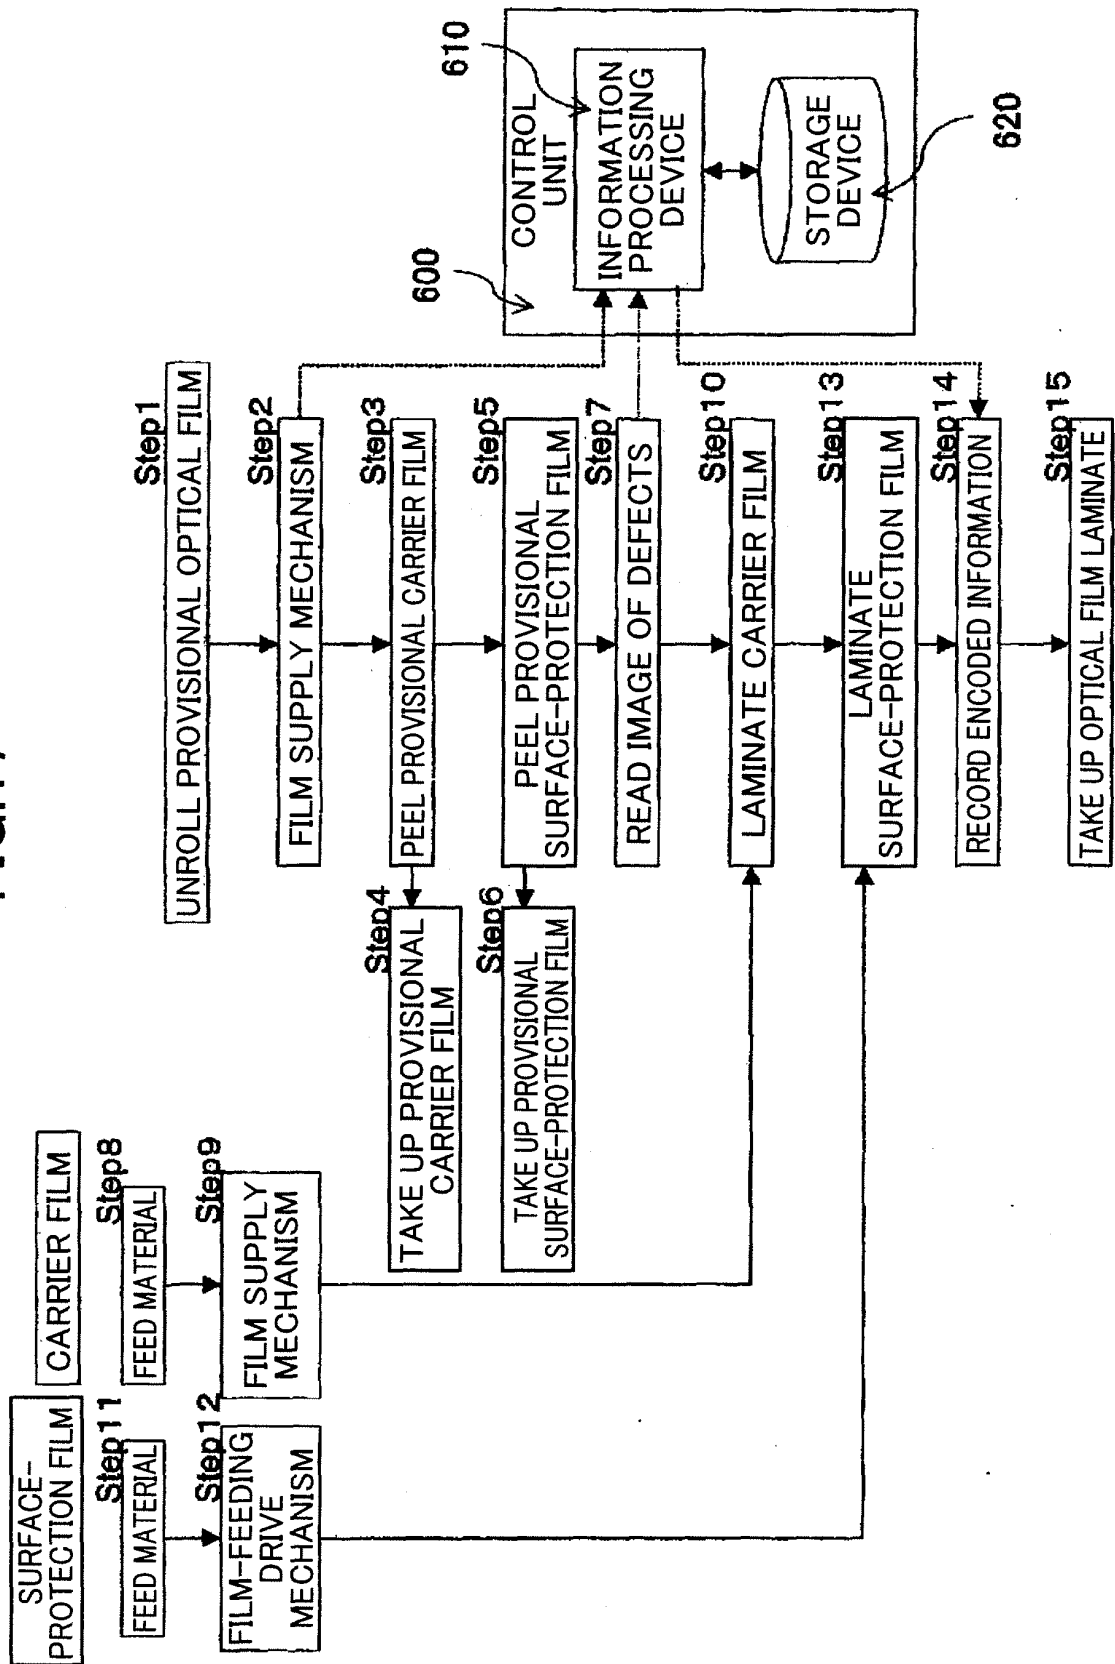 SURFACE-
PROTECTION FILM
CARRIER FILM
Step11
FEED MATERIAL
Step8
FEED MATERIAL
Step12
FILM-FEEDING
DRIVE
MECHANISM
Step9
FILM SUPPLY
MECHANISM
Step1
UNROLL PROVISIONAL OPTICAL FILM
Step2
FILM SUPPLY MECHANISM
Step3
PEEL PROVISIONAL CARRIER FILM
Step4
TAKE UP PROVISIONAL
CARRIER FILM
Step5
PEEL PROVISIONAL
SURFACE-PROTECTION FILM
Step6
TAKE UP PROVISIONAL
SURFACE-PROTECTION FILM
Step7
READ IMAGE OF DEFECTS
Step10
LAMINATE CARRIER FILM
Step13
LAMINATE
SURFACE-PROTECTION FILM
Step14
RECORD ENCODED INFORMATION
Step15
TAKE UP OPTICAL FILM LAMINATE
600
CONTROL
UNIT
610
INFORMATION
PROCESSING
DEVICE
STORAGE
DEVICE
620